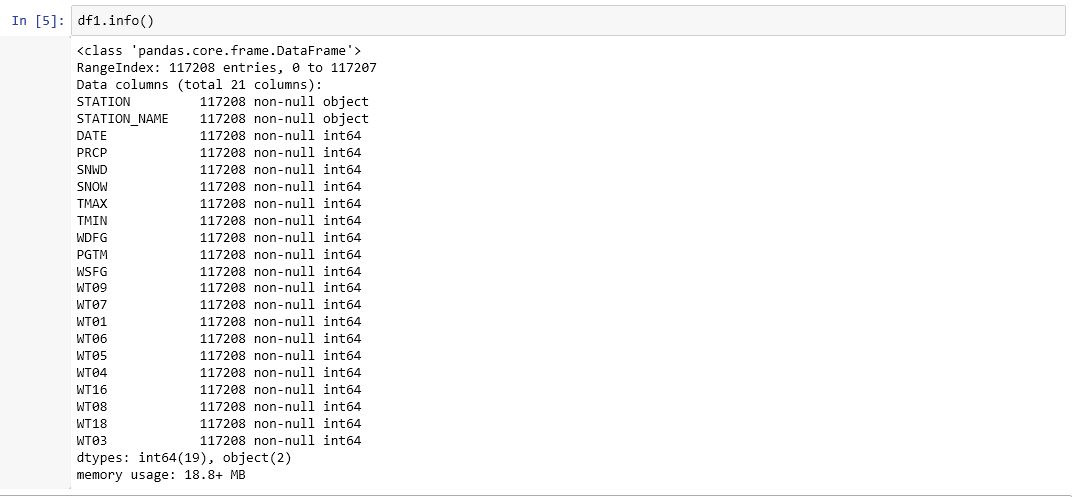 In [5]: df1.info()
<class 'pandas.core.frame.DataFrame'>
RangeIndex: 117208 entries, 0 to 117207
Data columns (total 21 columns):
STATION         117208 non-null object
STATION_NAME    117208 non-null object
DATE            117208 non-null int64
PRCP            117208 non-null int64
SNWD            117208 non-null int64
SNOW            117208 non-null int64
TMAX            117208 non-null int64
TMIN            117208 non-null int64
WDFG            117208 non-null int64
PGTM            117208 non-null int64
WSFG            117208 non-null int64
WT09            117208 non-null int64
WT07            117208 non-null int64
WT01            117208 non-null int64
WT06            117208 non-null int64
WT05            117208 non-null int64
WT04            117208 non-null int64
WT16            117208 non-null int64
WT08            117208 non-null int64
WT18            117208 non-null int64
WT03            117208 non-null int64
dtypes: int64(19), object(2)
memory usage: 18.8+ MB